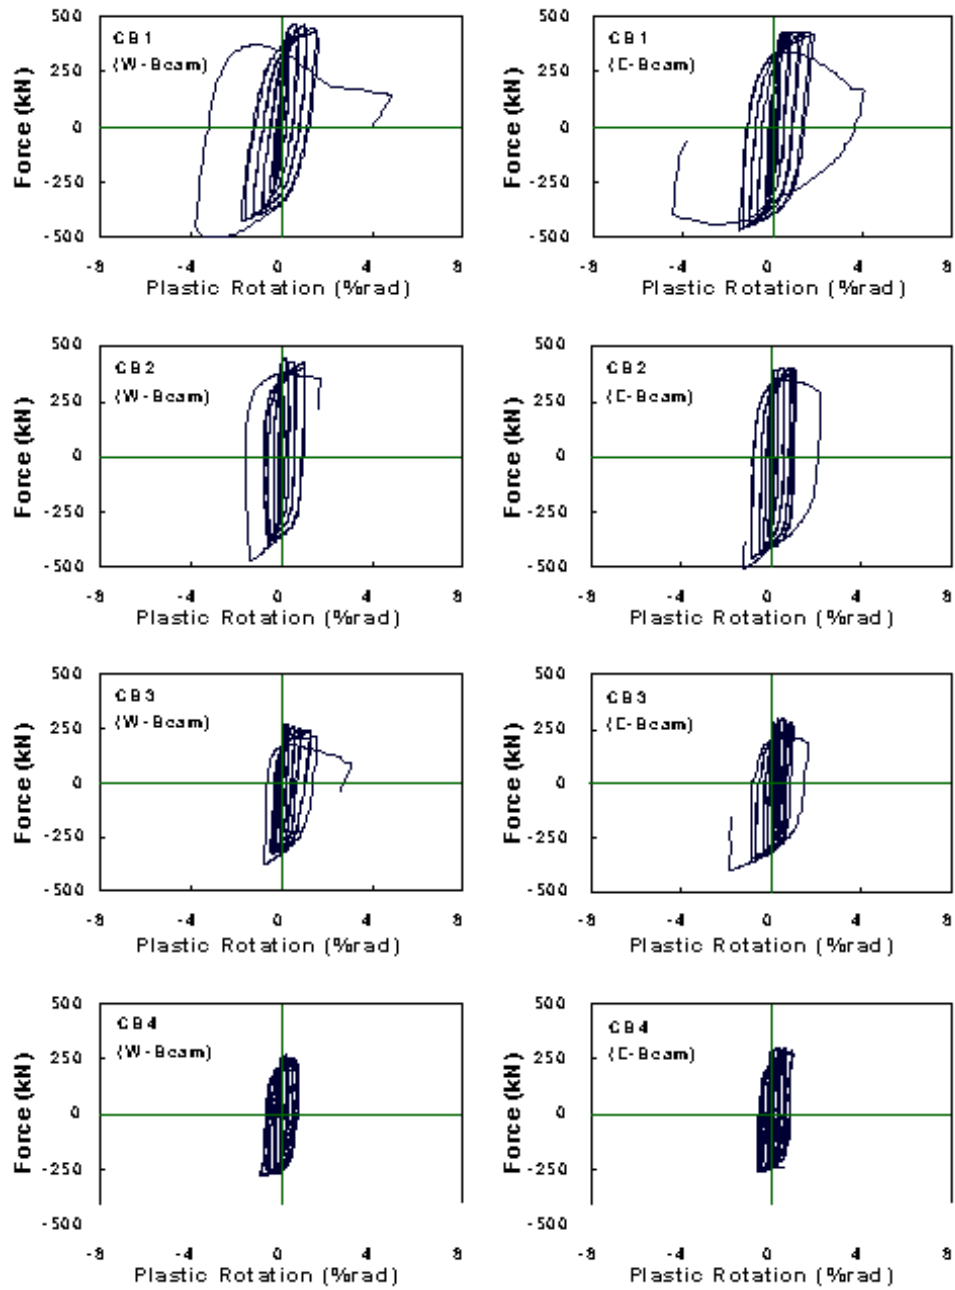 500
CB1
(W-Beam)
250
0
-250
-500
Force (kN)
-8 -4 0 4 8
Plastic Rotation (%rad)
500
CB1
(E-Beam)
250
0
-250
-500
Force (kN)
-8 -4 0 4 8
Plastic Rotation (%rad)
500
CB2
(W-Beam)
250
0
-250
-500
Force (kN)
-8 -4 0 4 8
Plastic Rotation (%rad)
500
CB2
(E-Beam)
250
0
-250
-500
Force (kN)
-8 -4 0 4 8
Plastic Rotation (%rad)
500
CB3
(W-Beam)
250
0
-250
-500
Force (kN)
-8 -4 0 4 8
Plastic Rotation (%rad)
500
CB3
(E-Beam)
250
0
-250
-500
Force (kN)
-8 -4 0 4 8
Plastic Rotation (%rad)
500
CB4
(W-Beam)
250
0
-250
-500
Force (kN)
-8 -4 0 4 8
Plastic Rotation (%rad)
500
CB4
(E-Beam)
250
0
-250
-500
Force (kN)
-8 -4 0 4 8
Plastic Rotation (%rad)